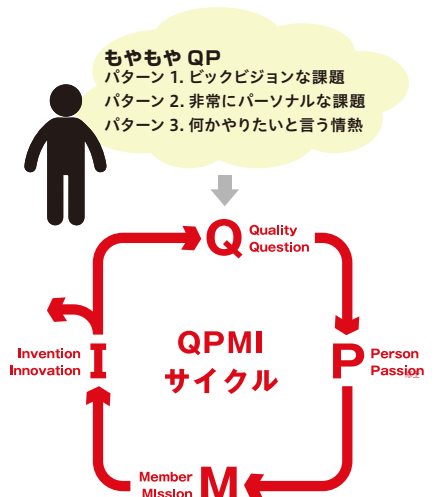 もやもや QP
パターン 1. ビックビジョンな課題
パターン 2. 非常にパーソナルな課題
パターン 3. 何かやりたいと言う情熱
Q Quality
Question
QPMI
サイクル
Invention
Innovation I
P Person
Passion
Member
MIssion M